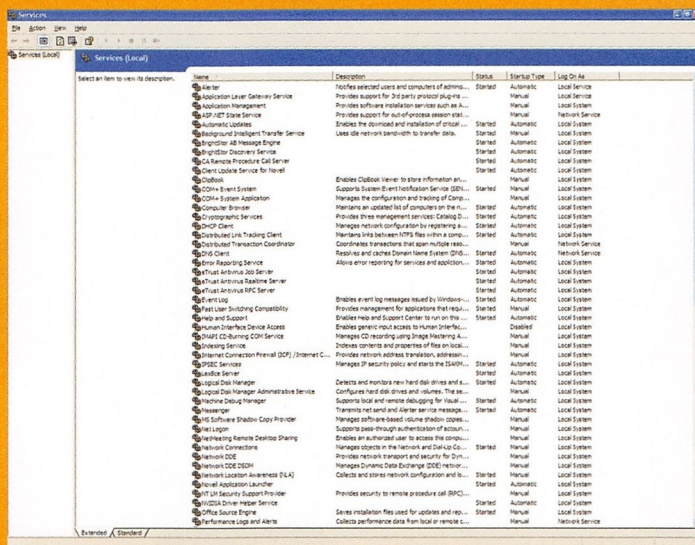 Services
File Action View Help
Services (Local)
Services (Local)
Select an item to view its description.
Name Description Status Startup Type Log On As
Alerter Notifies selected users and computers of adminis... Started Automatic Local Service
Application Layer Gateway Service Provides support for 3rd party protocol plug-ins ... Manual Local Service
Application Management Provides software installation services such as A... Manual Local System
ASP.NET State Service Provides support for out-of-process session stat... Manual Network Service
Automatic Updates Enables the download and installation of critical ... Started Automatic Local System
Background Intelligent Transfer Service Uses idle network bandwidth to transfer data. Started Manual Local System
BrightStor AB Message Engine Started Automatic Local System
BrightStor Discovery Service Started Automatic Local System
CA Remote Procedure Call Server Started Automatic Local System
Client Update Service for Novell Started Automatic Local System
ClipBook Enables ClipBook Viewer to store information an... Manual Local System
COM+ Event System Supports System Event Notification Service (SEN... Started Manual Local System
COM+ System Application Manages the configuration and tracking of Comp... Manual Local System
Computer Browser Maintains an updated list of computers on the n... Started Automatic Local System
Cryptographic Services Provides three management services: Catalog D... Started Automatic Local System
DHCP Client Manages network configuration by registering a... Started Automatic Local System
Distributed Link Tracking Client Maintains links between NTFS files within a comp... Started Automatic Local System
Distributed Transaction Coordinator Coordinates transactions that span multiple reso... Manual Network Service
DNS Client Resolves and caches Domain Name System (DNS... Started Automatic Network Service
Error Reporting Service Allows error reporting for services and appliction... Started Automatic Local System
eTrust Antivirus Job Server Started Automatic Local System
eTrust Antivirus Realtime Server Started Automatic Local System
eTrust Antivirus RPC Server Started Automatic Local System
Event Log Enables event log messages issued by Windows-... Started Automatic Local System
Fast User Switching Compatibility Provides management for applications that requi... Started Manual Local System
Help and Support Enables Help and Support Center to run on this ... Started Automatic Local System
Human Interface Device Access Enables generic input access to Human Interfac... Disabled Local System
IMAPI CD-Burning COM Service Manages CD recording using Image Mastering A... Manual Local System
Indexing Service Indexes contents and properties of files on local... Manual Local System
Internet Connection Firewall (ICF) / Internet C... Provides network address translation, addressin... Manual Local System
IPSEC Services Manages IP security policy and starts the ISAKM... Started Automatic Local System
LexBce Server Started Automatic Local System
Logical Disk Manager Detects and monitors new hard disk drives and s... Started Automatic Local System
Logical Disk Manager Administrative Service Configures hard disk drives and volumes. The se... Manual Local System
Machine Debug Manager Supports local and remote debugging for Visual ... Started Automatic Local System
Messenger Transmits net send and Alerter service message... Started Automatic Local System
MS Software Shadow Copy Provider Manages software-based volume shadow copies... Manual Local System
Net Logon Supports pass-through authentication of accoun... Manual Local System
NetMeeting Remote Desktop Sharing Enables an authorized user to access this compu... Manual Local System
Network Connections Manages objects in the Network and Dial-Up Co... Started Manual Local System
Network DDE Provides network transport and security for Dyn... Manual Local System
Network DDE DSDM Manages Dynamic Data Exchange (DDE) networ... Manual Local System
Network Location Awareness (NLA) Collects and stores network configuration and lo... Started Manual Local System
Novell Application Launcher Started Automatic Local System
NT LM Security Support Provider Provides security to remote procedure call (RPC)... Manual Local System
NVIDIA Driver Helper Service Started Automatic Local System
Office Source Engine Saves installation files used for updates and rep... Manual Local System
Performance Logs and Alerts Collects performance data from local or remote c... Manual Network Service
Extended Standard